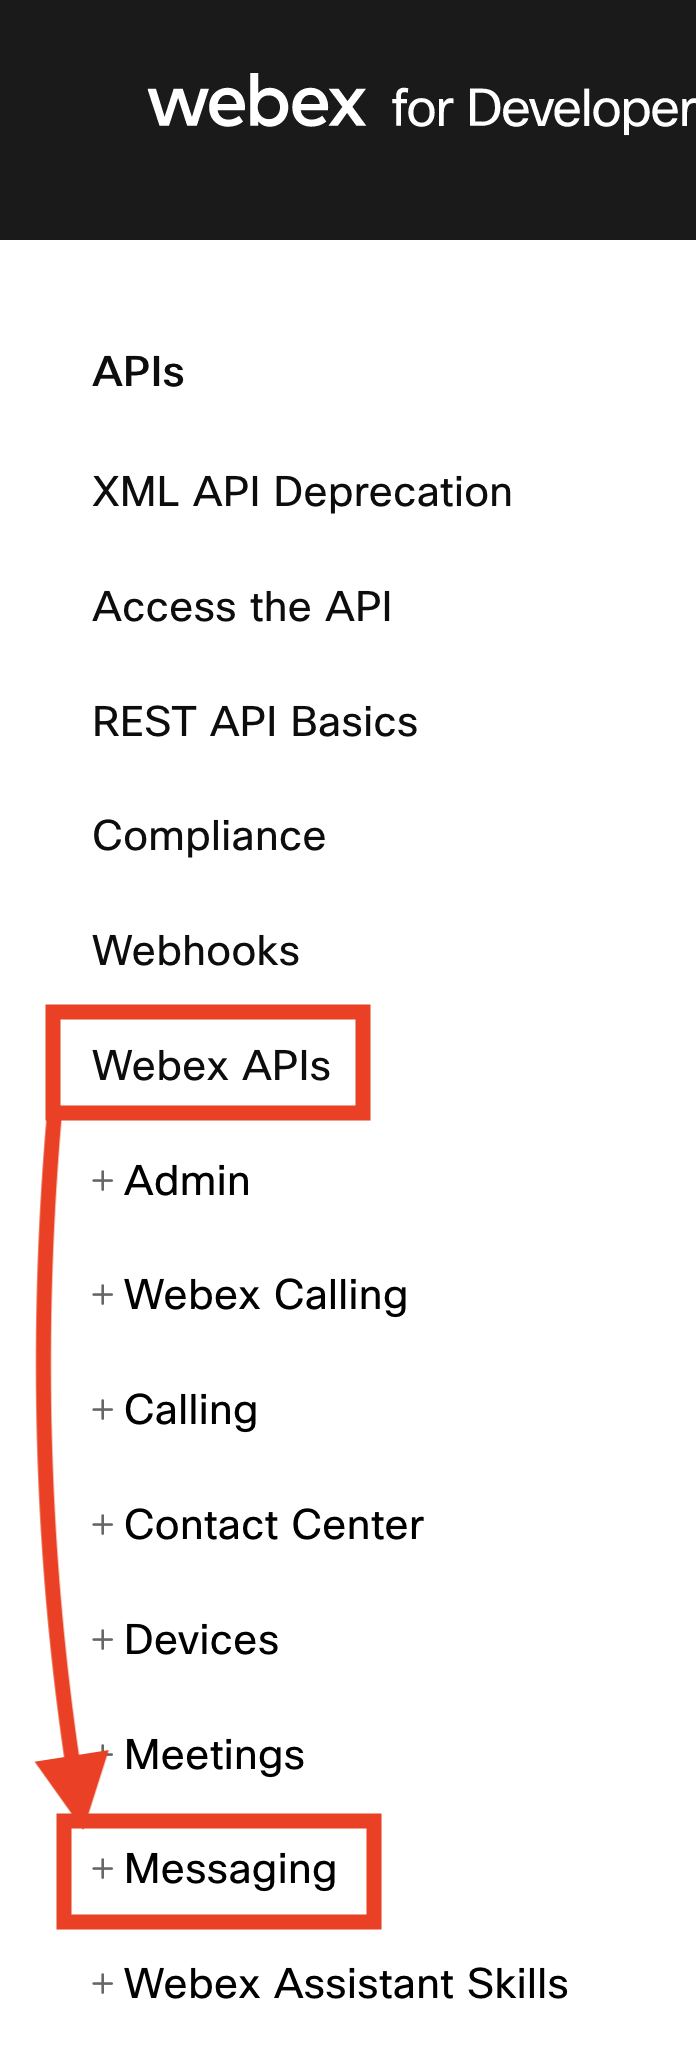 webex for Developer
APIs
XML API Deprecation
Access the API
REST API Basics
Compliance
Webhooks
Webex APIs
+ Admin
+ Webex Calling
+ Calling
+ Contact Center
+ Devices
+ Meetings
+ Messaging
+ Webex Assistant Skills